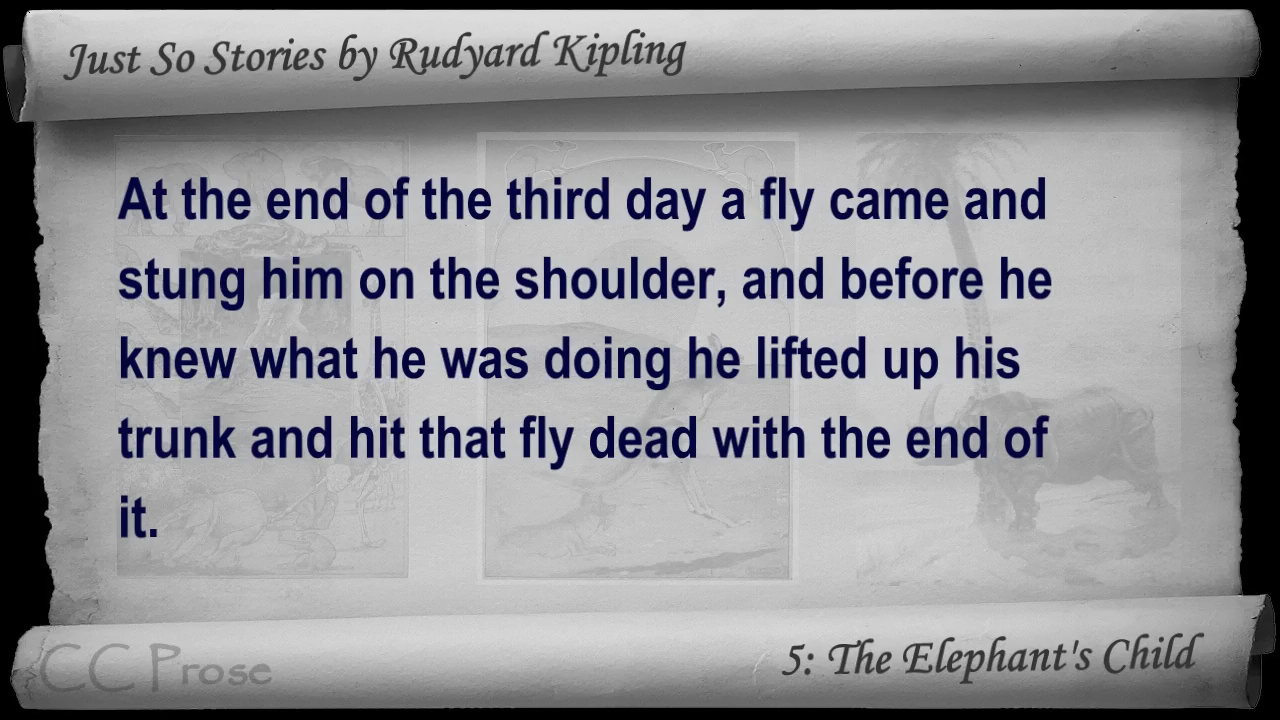 Just So Stories by Rudyard Kipling
At the end of the third day a fly came and
stung him on the shoulder, and before he
knew what he was doing he lifted up his
trunk and hit that fly dead with the end of
it.
CC Prose
5: The Elephant's Child